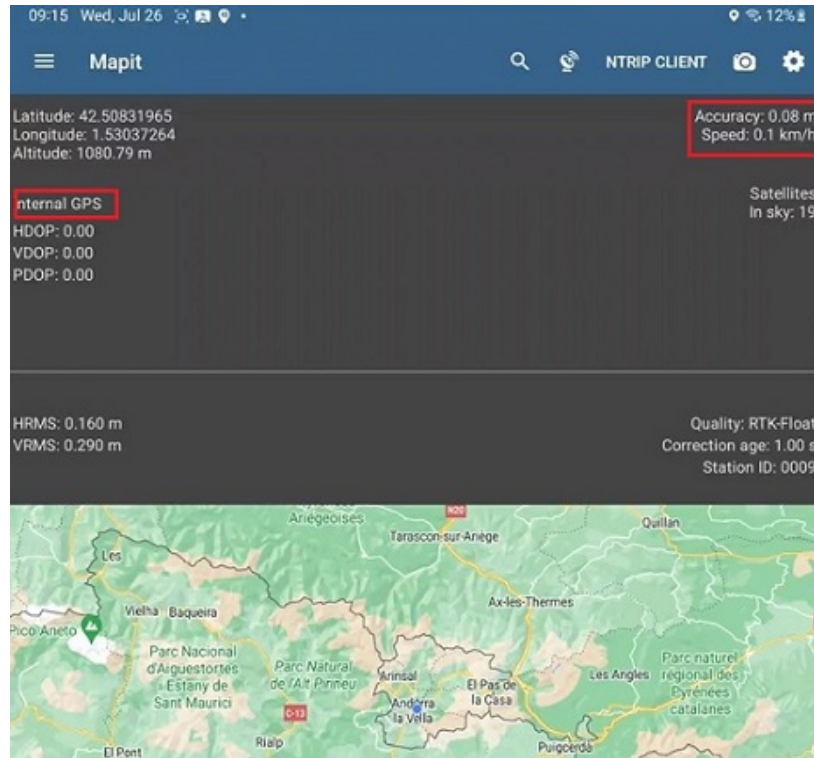 09:15 Wed, Jul 26
12%
Mapit
NTRIP CLIENT
Latitude: 42.50831965
Longitude: 1.53037264
Altitude: 1080.79 m
Accuracy: 0.08 m
Speed: 0.1 km/h
nternal GPS
HDOP: 0.00
VDOP: 0.00
PDOP: 0.00
Satellites
In sky: 19
HRMS: 0.160 m
VRMS: 0.290 m
Quality: RTK-Float
Correction age: 1.00 s
Station ID: 0009
Ariégeoises
N20
Tarascon-sur-Ariège
Quillan
Les
Ax-les-Thermes
Vielha
Baqueira
Pico Aneto
Parc Nacional
d'Aigüestortes
i Estany de
Sant Maurici
Parc Natural
de l'Alt Pirineu
Arinsal
El Pas de
la Casa
Les Angles
Parc naturel
régional des
Pyrénées
catalanes
Andorra
la Vella
C-13
Rialp
Puigcerdà
El Pont